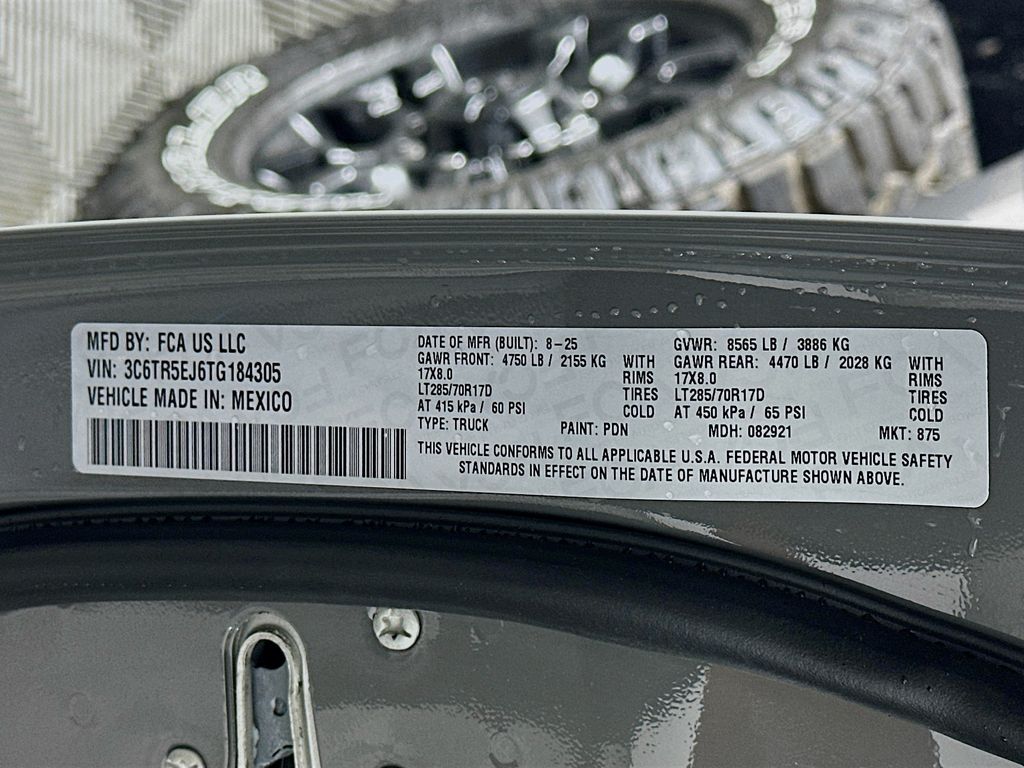 MFD BY: FCA US LLC
VIN: 3C6TR5EJ6TG184305
VEHICLE MADE IN: MEXICO
DATE OF MFR (BUILT): 8-25
GAWR FRONT: 4750 LB / 2155 KG WITH
17X8.0 RIMS
LT285/70R17D TIRES
AT 415 kPa / 60 PSI COLD
GVWR: 8565 LB / 3886 KG
GAWR REAR: 4470 LB / 2028 KG WITH
17X8.0 RIMS
LT285/70R17D TIRES
AT 450 kPa / 65 PSI COLD
TYPE: TRUCK PAINT: PDN MDH: 082921 MKT: 875
THIS VEHICLE CONFORMS TO ALL APPLICABLE U.S.A. FEDERAL MOTOR VEHICLE SAFETY
STANDARDS IN EFFECT ON THE DATE OF MANUFACTURE SHOWN ABOVE.